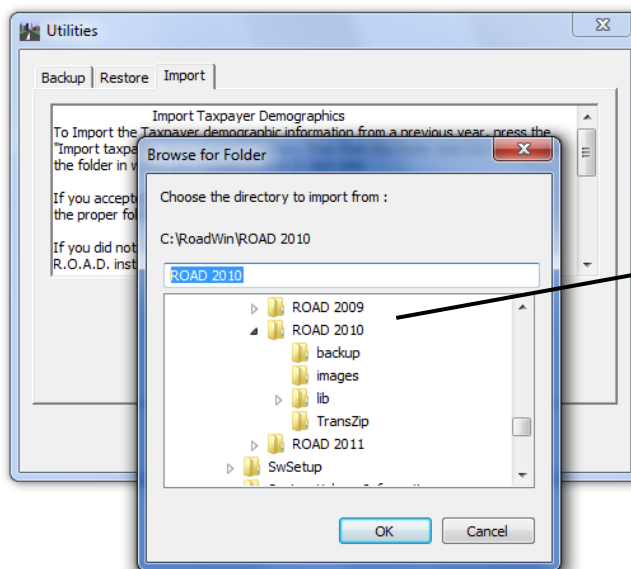 Utilities
Backup Restore Import
Import Taxpayer Demographics
To Import the Taxpayer demographic information from a previous year, press the
"Import taxpa
the folder in w
If you accept
the proper fol
If you did not
R.O.A.D. inst
Browse for Folder
Choose the directory to import from :
C:\RoadWin\ROAD 2010
ROAD 2010
ROAD 2009
ROAD 2010
backup
images
lib
TransZip
ROAD 2011
SwSetup
OK Cancel